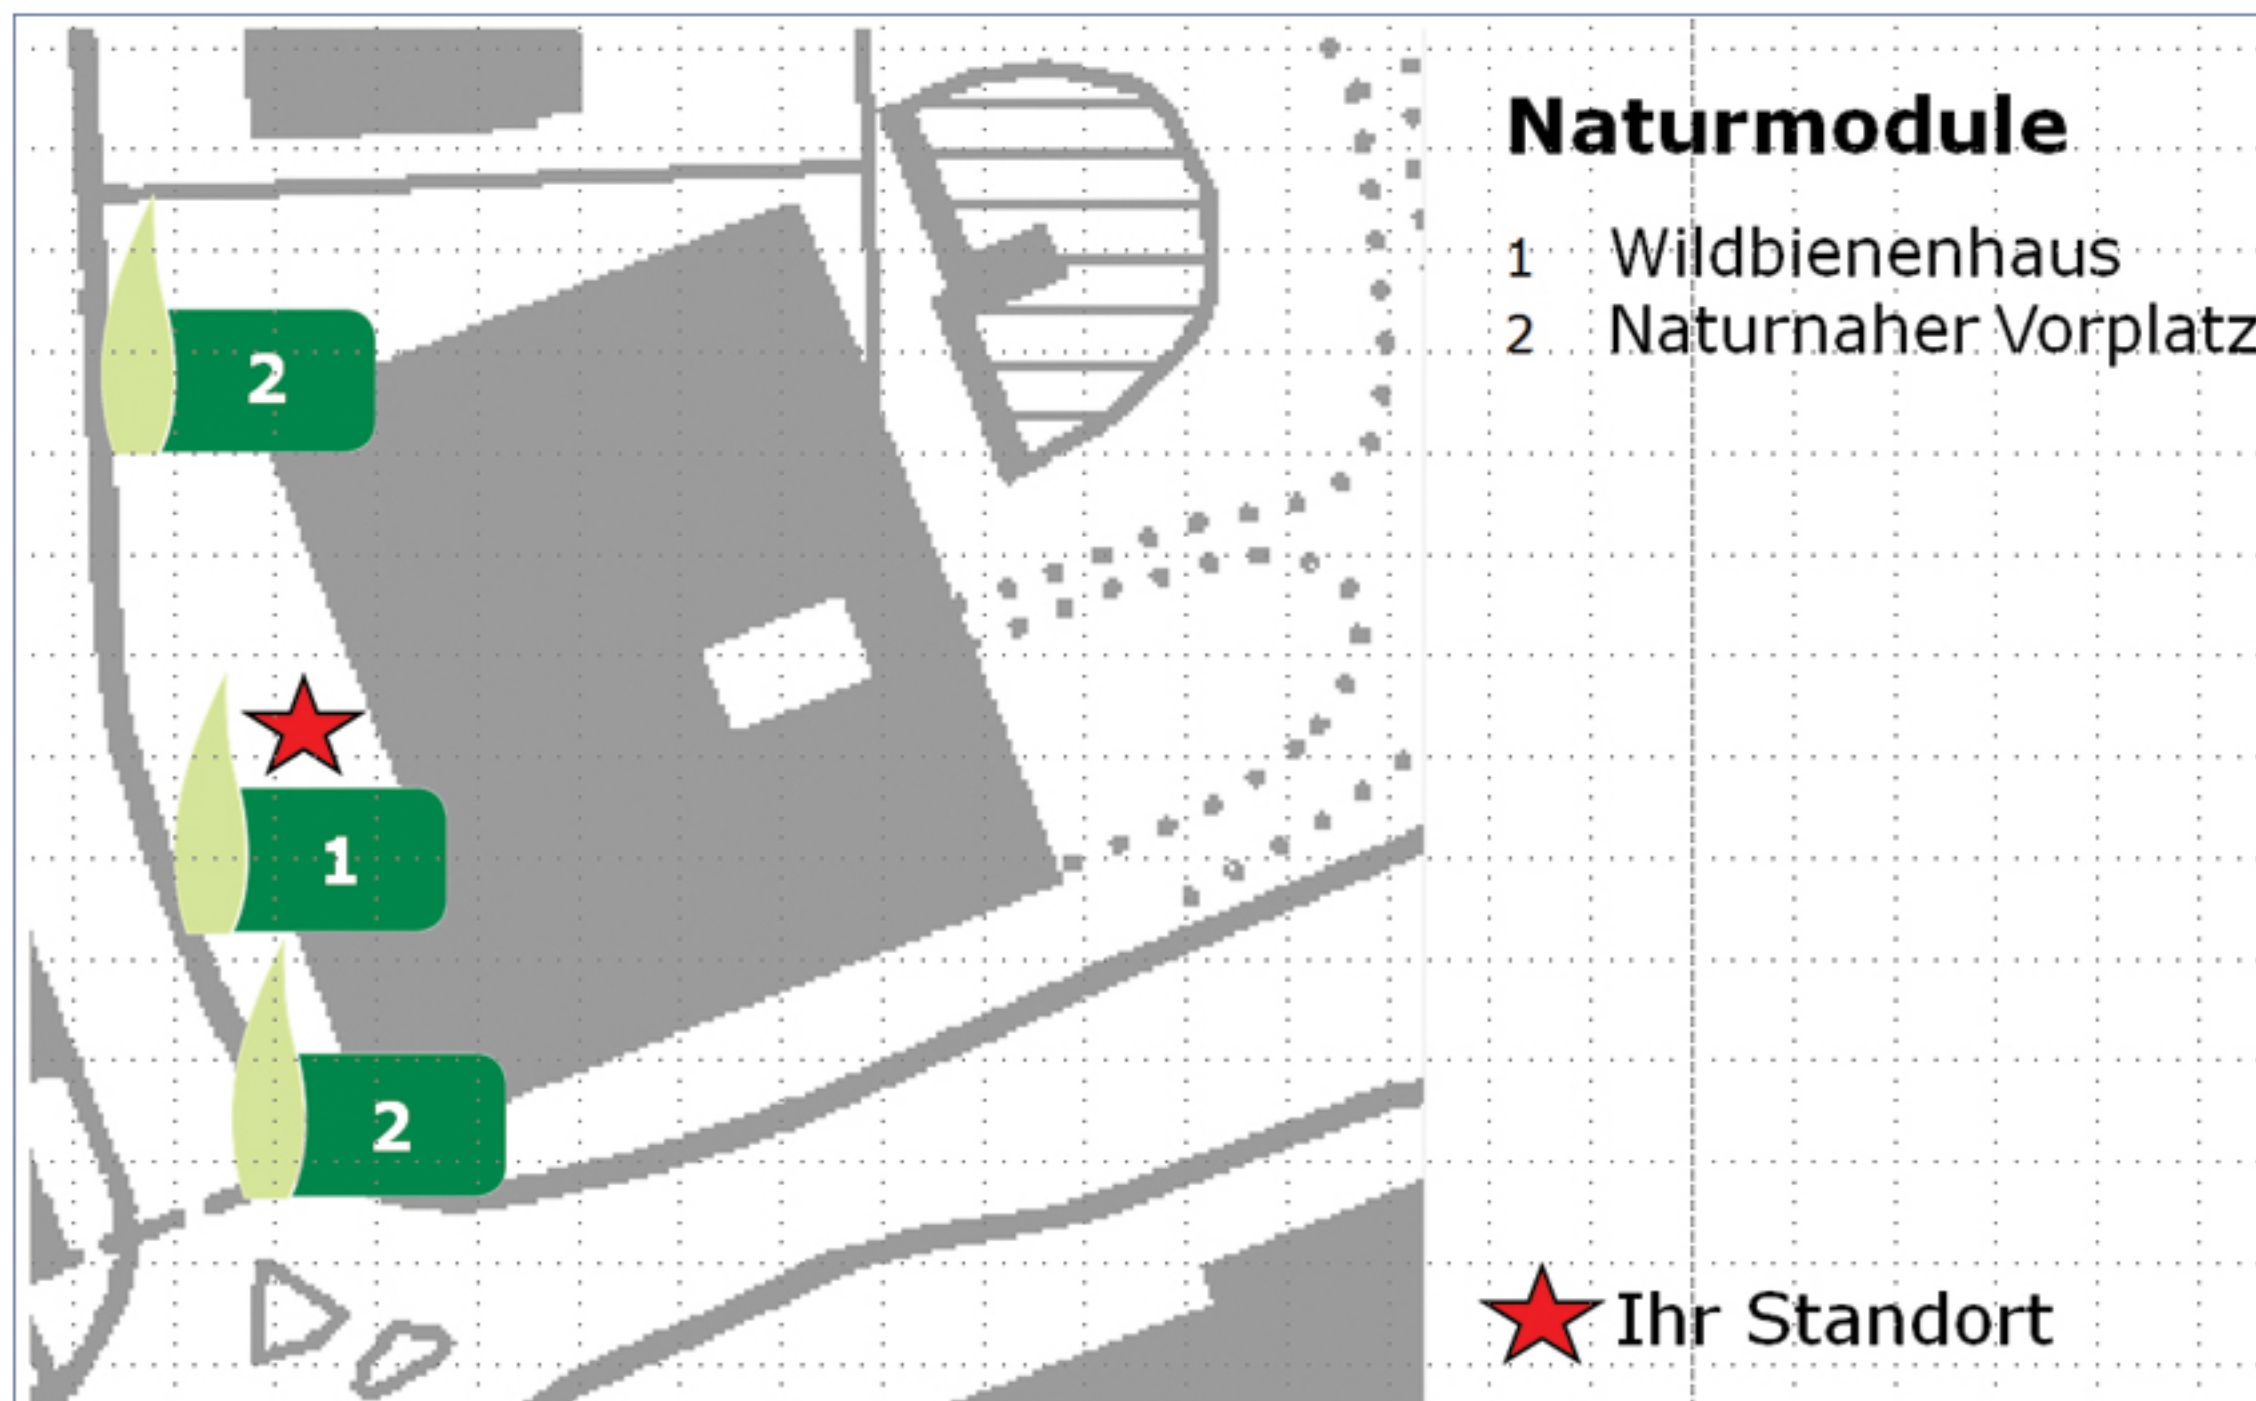 Naturmodule
1 Wildbienenhaus
2 Naturnaher Vorplatz
2
1
2
Ihr Standort